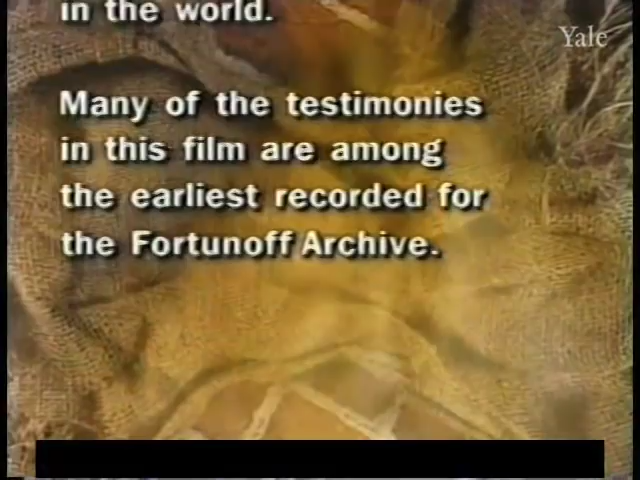 in the world.
Yale
Many of the testimonies
in this film are among
the earliest recorded for
the Fortunoff Archive.